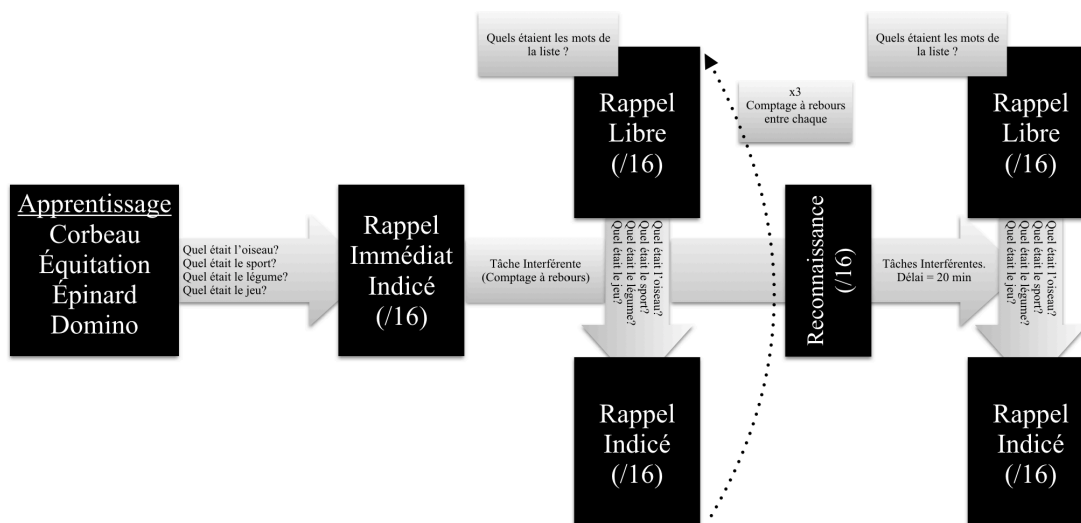 Apprentissage
Corbeau
Équitation
Épinard
Domino
Quel était l'oiseau?
Quel était le sport?
Quel était le légume?
Quel était le jeu?
Rappel
Immédiat
Indicé
(/16)
Tâche Interférente
(Comptage à rebours)
Quels étaient les mots de
la liste ?
Rappel
Libre
(/16)
Quel était l'oiseau?
Quel était le sport?
Quel était le légume?
Quel était le jeu?
Rappel
Indicé
(/16)
x3
Comptage à rebours
entre chaque
Reconnaissance
(/16)
Tâches Interférentes.
Délai = 20 min
Quels étaient les mots de
la liste ?
Rappel
Libre
(/16)
Quel était l'oiseau?
Quel était le sport?
Quel était le légume?
Quel était le jeu?
Rappel
Indicé
(/16)